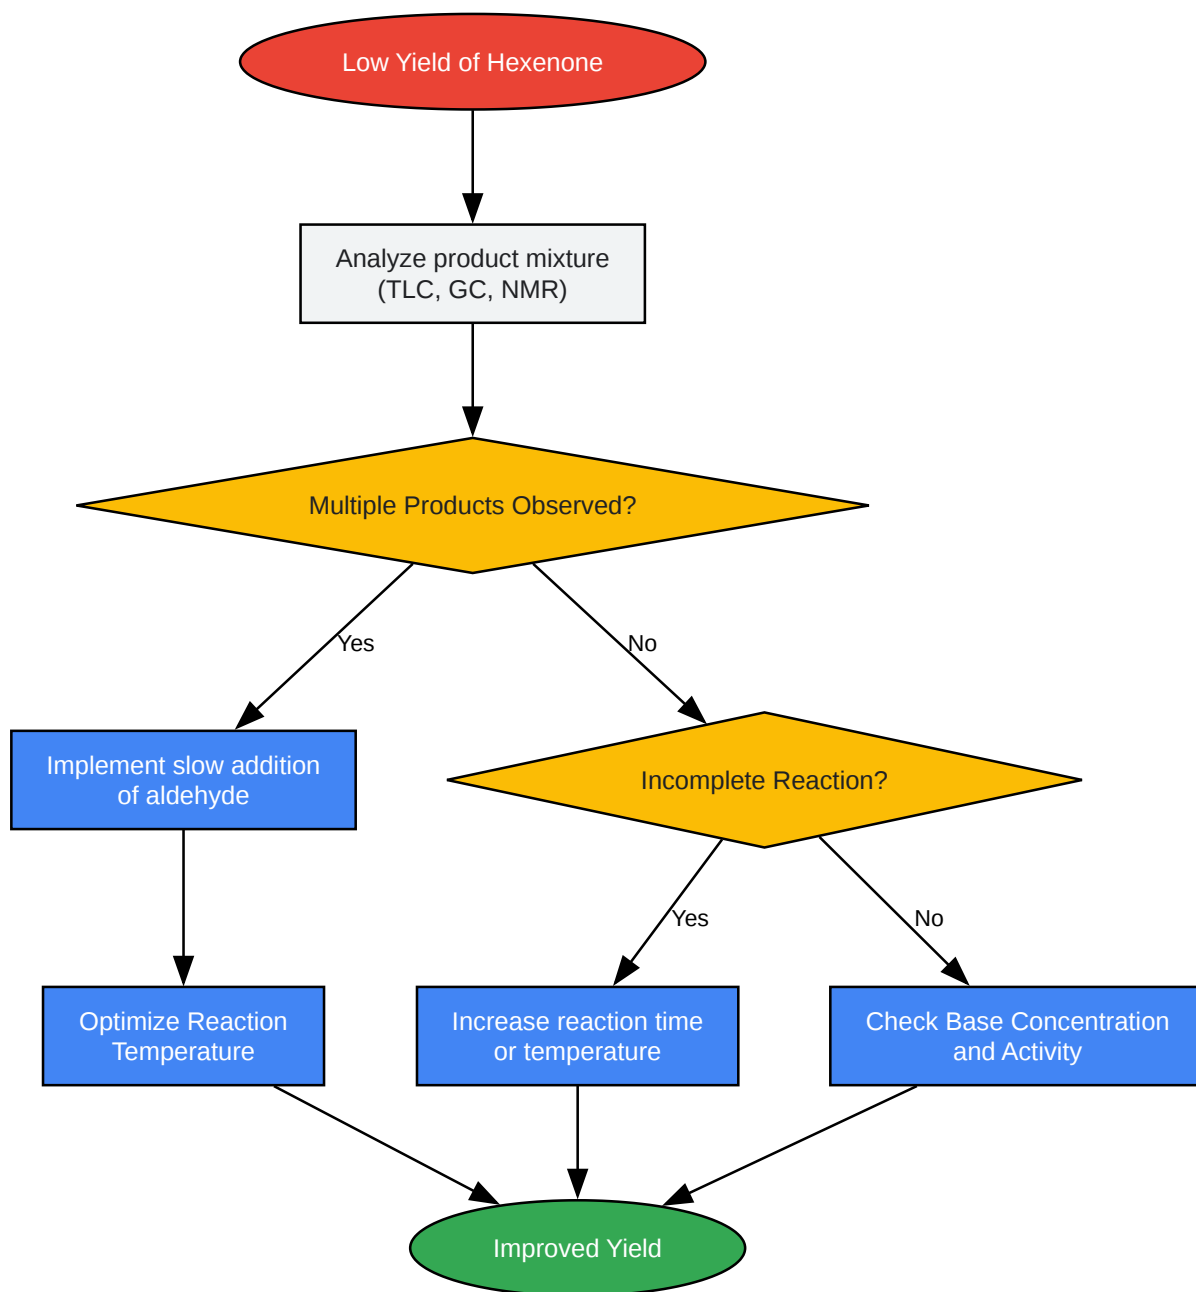 Low Yield of Hexenone
Analyze product mixture
(TLC, GC, NMR)
Multiple Products Observed?
Yes
No
Implement slow addition
of aldehyde
Incomplete Reaction?
Yes
No
Optimize Reaction
Temperature
Increase reaction time
or temperature
Check Base Concentration
and Activity
Improved Yield